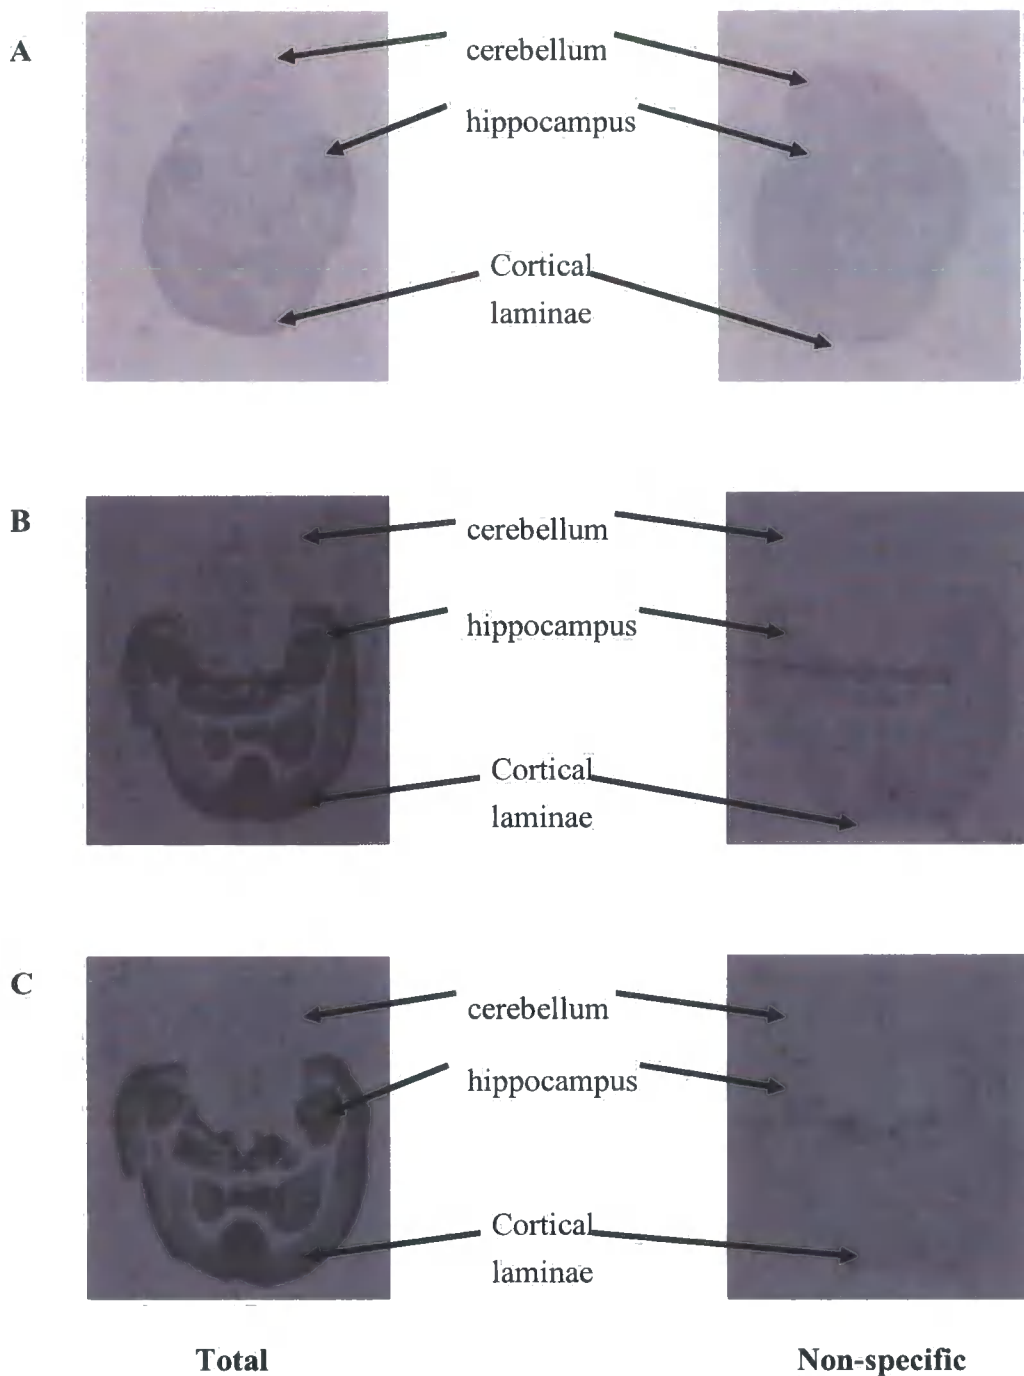 A
cerebellum
hippocampus
Cortical
laminae
B
cerebellum
hippocampus
Cortical
laminae
C
cerebellum
hippocampus
Cortical
laminae
Total
Non-specific